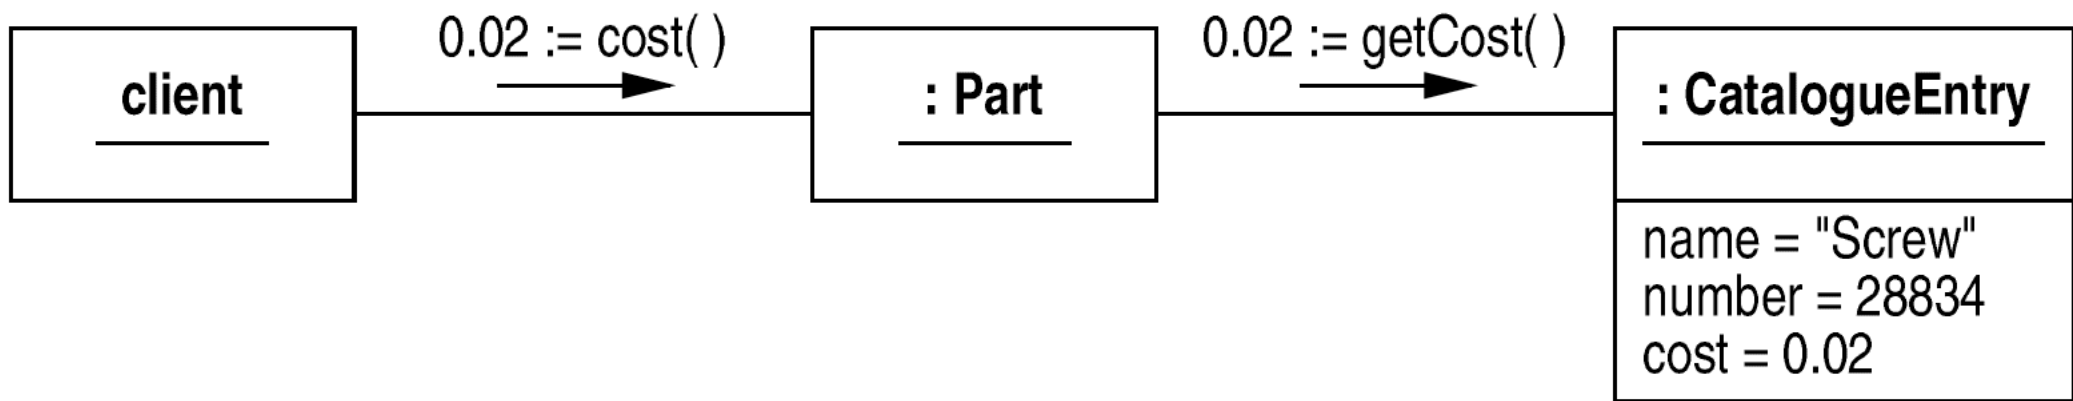 0.02 := cost( )
0.02 := getCost( )
client
: Part
: CatalogueEntry
name = "Screw"
number = 28834
cost = 0.02